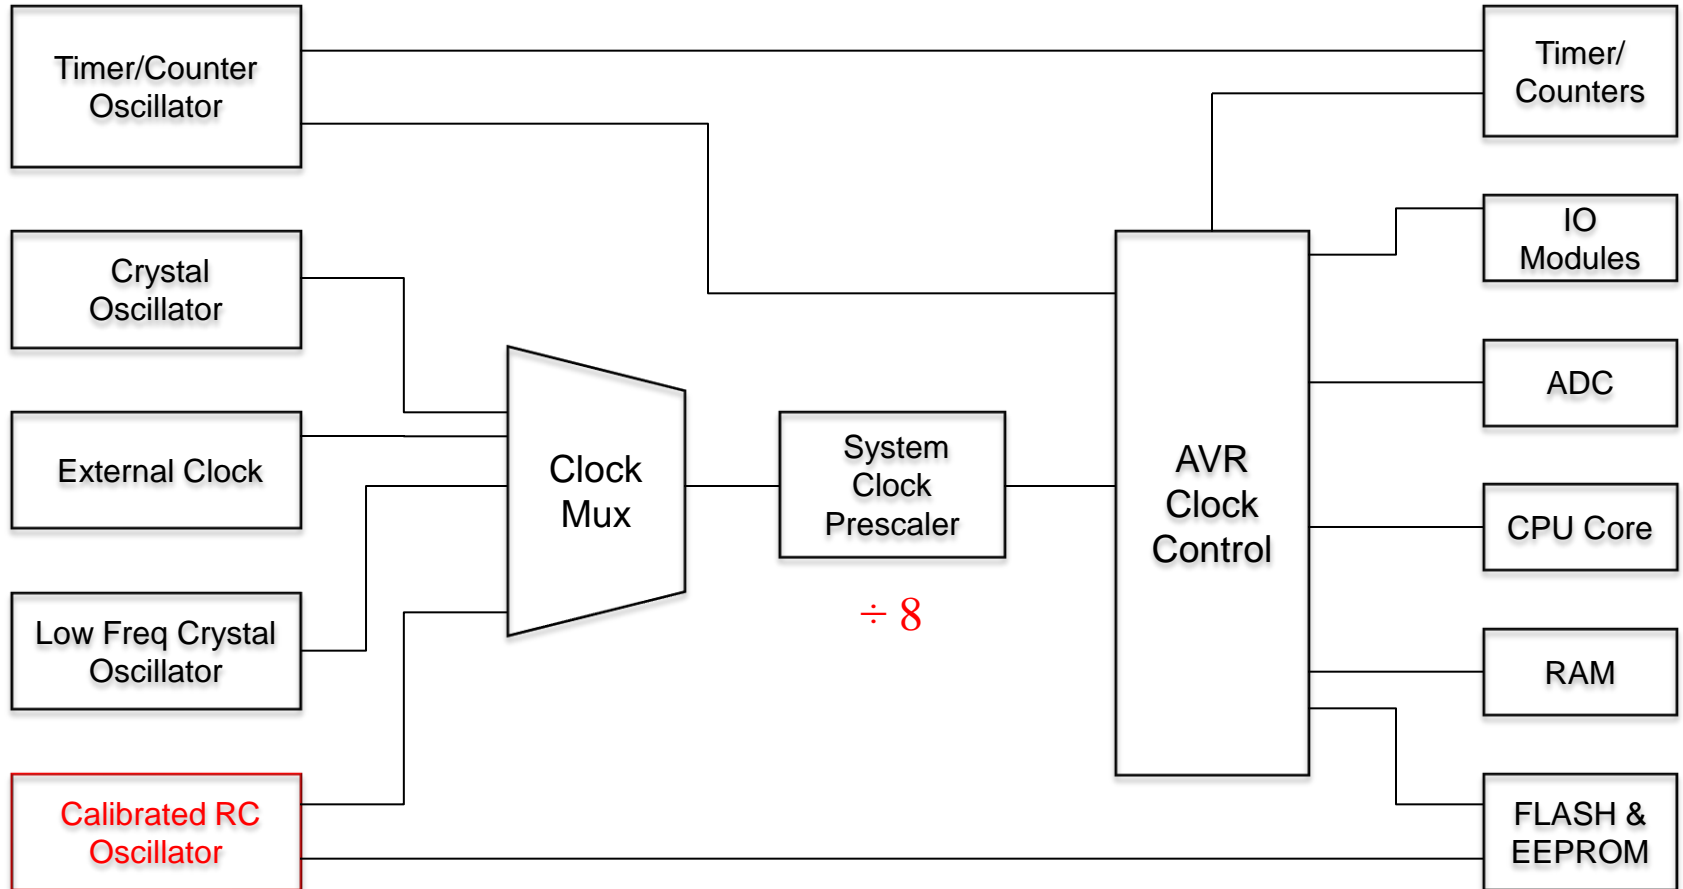 Timer/Counter
Oscillator
Crystal
Oscillator
External Clock
Low Freq Crystal
Oscillator
Calibrated RC
Oscillator
Clock
Mux
System
Clock
Prescaler
÷ 8
AVR
Clock
Control
Timer/
Counters
IO
Modules
ADC
CPU Core
RAM
FLASH &
EEPROM